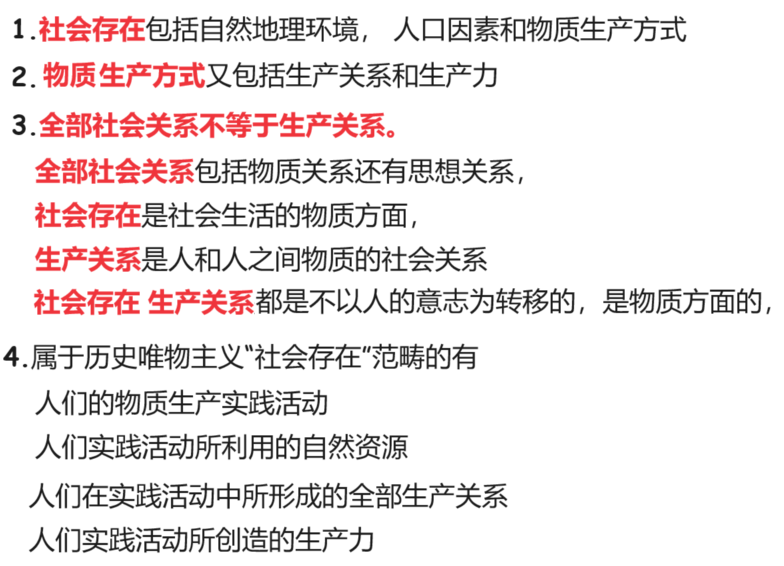 1.社会存在包括自然地理环境， 人口因素和物质生产方式
2. 物质生产方式又包括生产关系和生产力
3.全部社会关系不等于生产关系。
全部社会关系包括物质关系还有思想关系，
社会存在是社会生活的物质方面，
生产关系是人和人之间物质的社会关系
社会存在 生产关系都是不以人的意志为转移的，是物质方面的，
4.属于历史唯物主义“社会存在”范畴的有
人们的物质生产实践活动
人们实践活动所利用的自然资源
人们在实践活动中所形成的全部生产关系
人们实践活动所创造的生产力